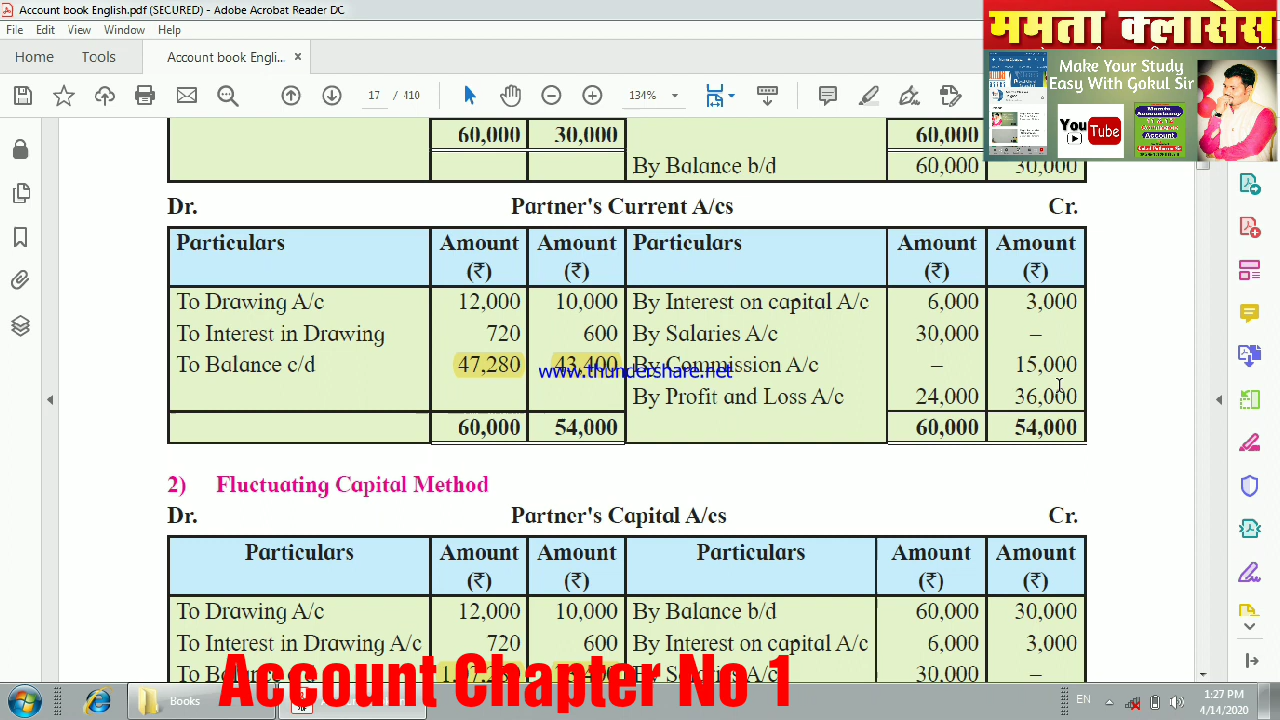 Account book English.pdf (SECURED) - Adobe Acrobat Reader DC
File Edit View Window Help
Home Tools Account book Engli... ×
17 / 410 134%
ममता क्लासेस
Make Your Study
Easy With Gokul Sir
You Tube
60,000 30,000 60,000
By Balance b/d 60,000 30,000
Dr. Partner's Current A/cs Cr.
Particulars Amount (₹) Amount (₹) Particulars Amount (₹) Amount (₹)
To Drawing A/c 12,000 10,000 By Interest on capital A/c 6,000 3,000
To Interest in Drawing 720 600 By Salaries A/c 30,000 –
To Balance c/d 47,280 43,400 By Commission A/c – 15,000
www.thundershare.net
By Profit and Loss A/c 24,000 36,000
60,000 54,000 60,000 54,000
2) Fluctuating Capital Method
Dr. Partner's Capital A/cs Cr.
Particulars Amount (₹) Amount (₹) Particulars Amount (₹) Amount (₹)
To Drawing A/c 12,000 10,000 By Balance b/d 60,000 30,000
To Interest in Drawing A/c 720 600 By Interest on capital A/c 6,000 3,000
30,000 –
Account Chapter No 1
Books
EN
1:27 PM
4/14/2020